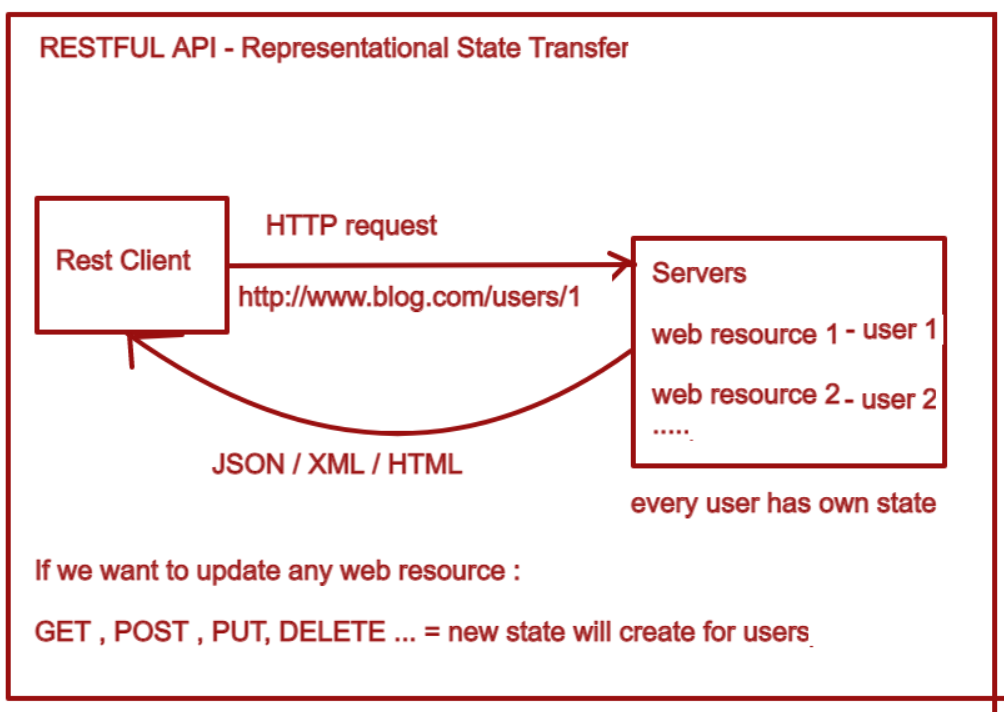 RESTFUL API - Representational State Transfer
HTTP request
Rest Client
http://www.blog.com/users/1
Servers
web resource 1 - user 1
web resource 2 - user 2
.....
JSON / XML / HTML
every user has own state
If we want to update any web resource :
GET , POST , PUT, DELETE ... = new state will create for users